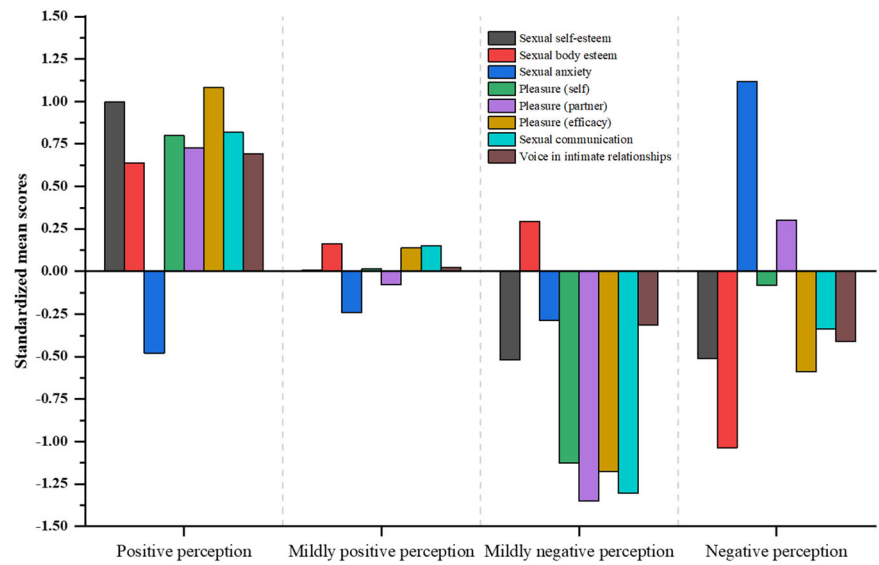 Standardized mean scores
1.50
1.25
1.00
0.75
0.50
0.25
0.00
-0.25
-0.50
-0.75
-1.00
-1.25
-1.50
Sexual self-esteem
Sexual body esteem
Sexual anxiety
Pleasure (self)
Pleasure (partner)
Pleasure (efficacy)
Sexual communication
Voice in intimate relationships
Positive perception
Mildly positive perception
Mildly negative perception
Negative perception